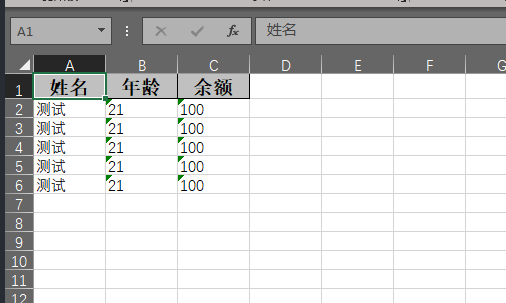 A1 fx 姓名
A B C D E F G
1 姓名 年龄 余额
2 测试 21 100
3 测试 21 100
4 测试 21 100
5 测试 21 100
6 测试 21 100
7
8
9
10
11
12